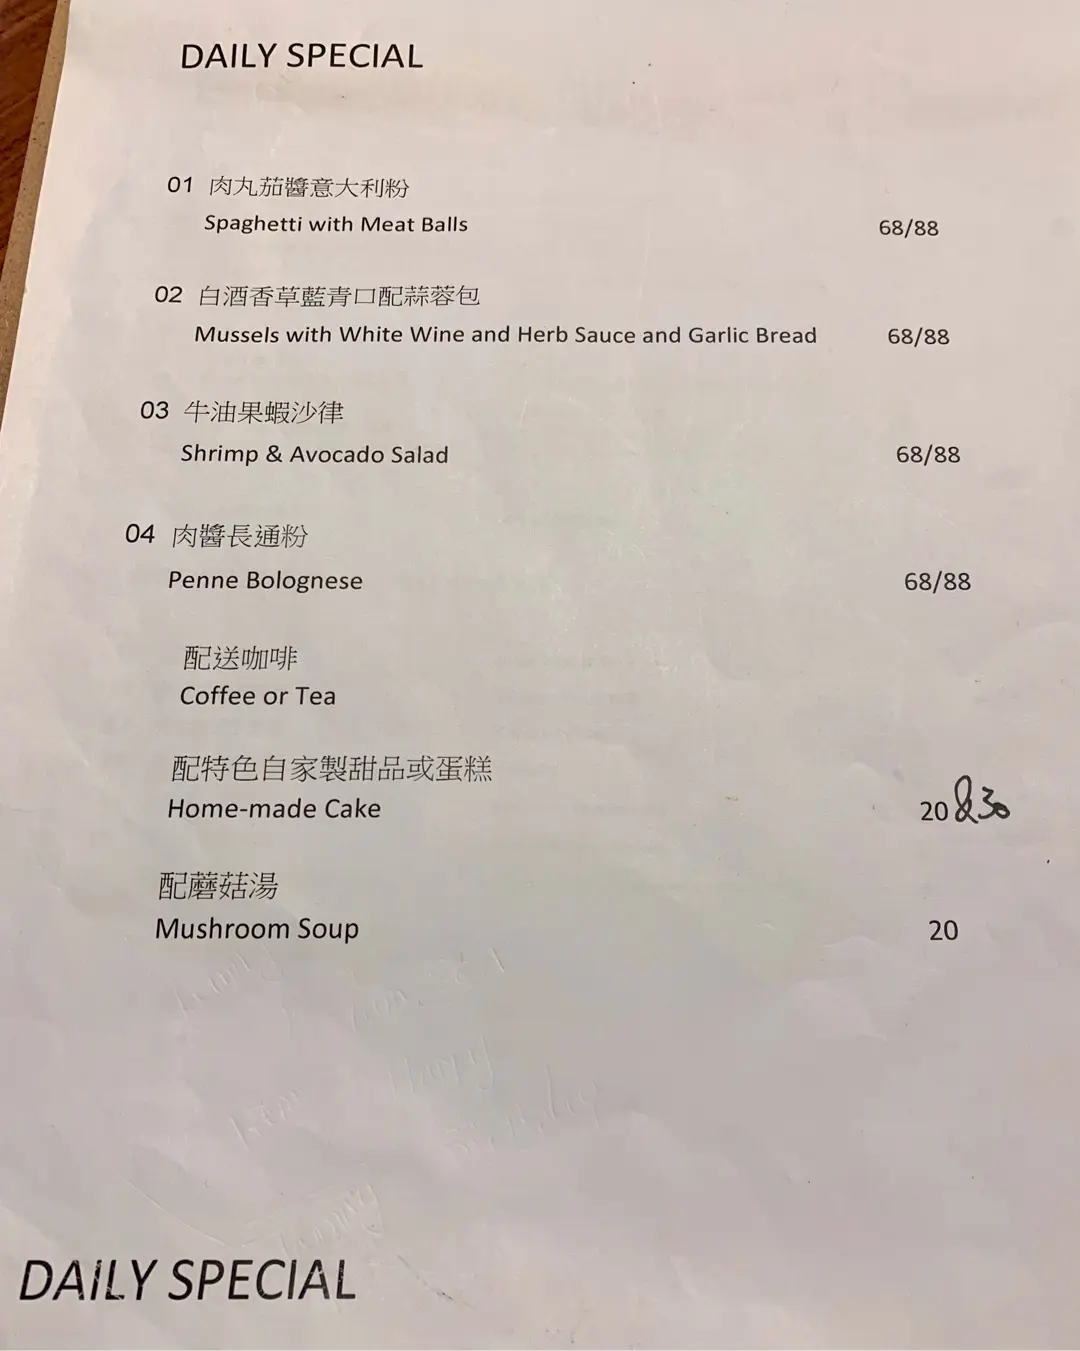 DAILY SPECIAL
01 肉丸茄醬意大利粉
Spaghetti with Meat Balls 68/88
02 白酒香草藍青口配蒜蓉包
Mussels with White Wine and Herb Sauce and Garlic Bread 68/88
03 牛油果蝦沙律
Shrimp & Avocado Salad 68/88
04 肉醬長通粉
Penne Bolognese 68/88
配送咖啡
Coffee or Tea
配特色自家製甜品或蛋糕
Home-made Cake 20 &30
配蘑菇湯
Mushroom Soup 20
DAILY SPECIAL